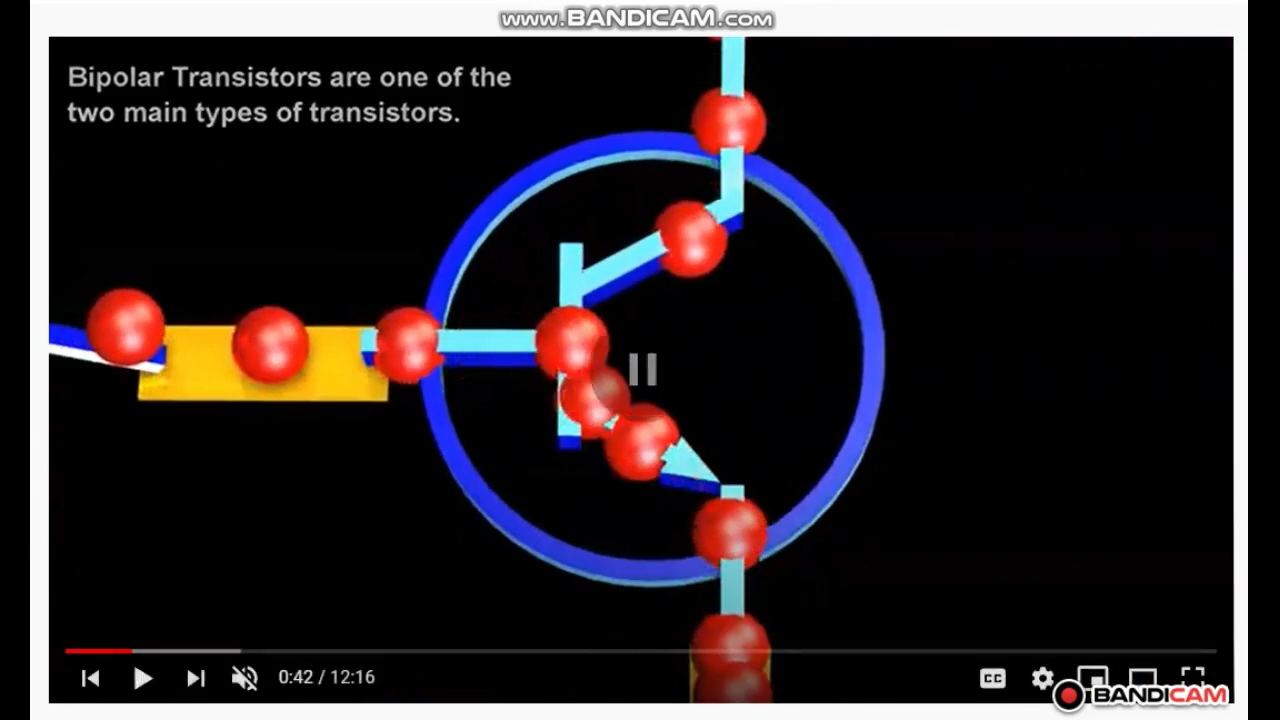 www.BANDICAM.com
Bipolar Transistors are one of the
two main types of transistors.
0:42 / 12:16
CC
BANDICAM